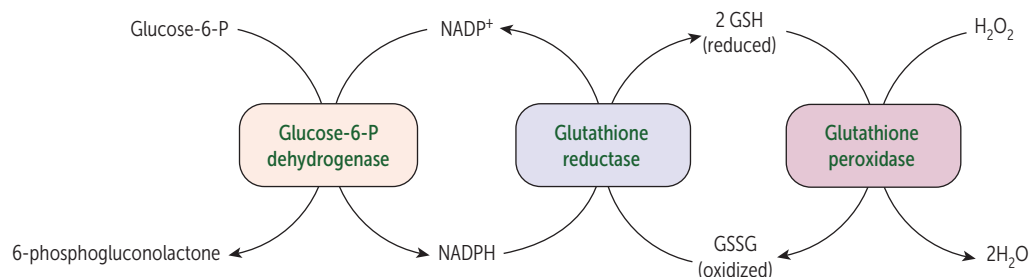 Glucose-6-P
NADP⁺
2 GSH
(reduced)
H₂O₂
Glucose-6-P
dehydrogenase
Glutathione
reductase
Glutathione
peroxidase
6-phosphogluconolactone
NADPH
GSSG
(oxidized)
2H₂O